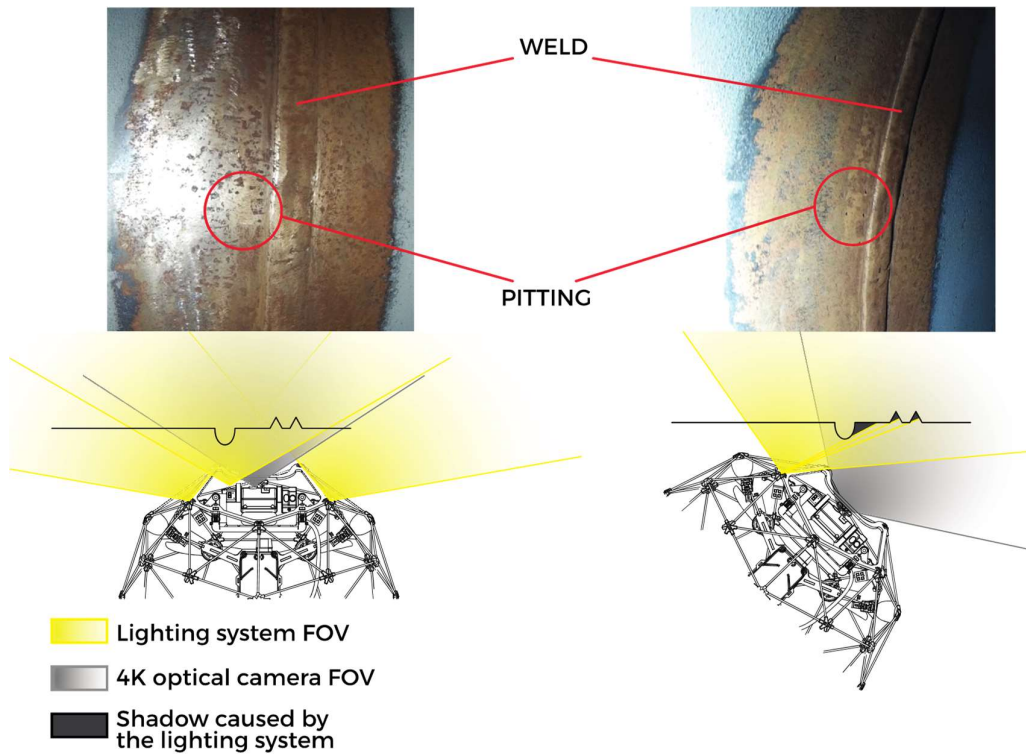 WELD
PITTING
Lighting system FOV
4K optical camera FOV
Shadow caused by
the lighting system